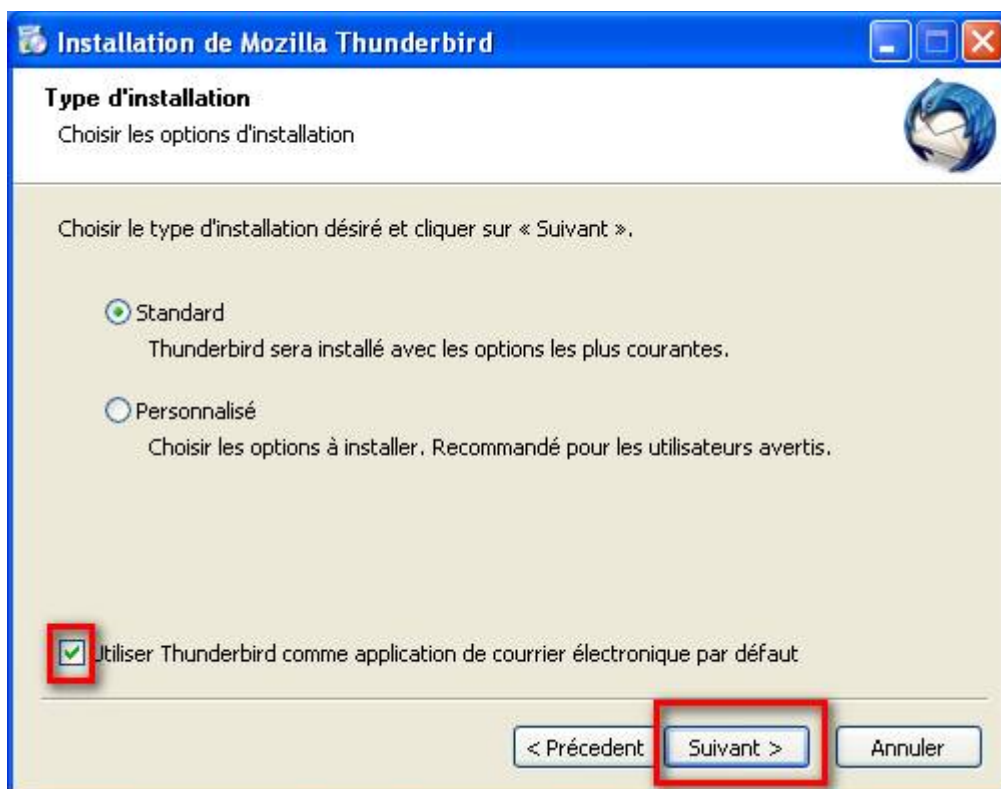 Installation de Mozilla Thunderbird
Type d'installation
Choisir les options d'installation
Choisir le type d'installation désiré et cliquer sur « Suivant ».
Standard
Thunderbird sera installé avec les options les plus courantes.
Personnalisé
Choisir les options à installer. Recommandé pour les utilisateurs avertis.
Utiliser Thunderbird comme application de courrier électronique par défaut
< Précedent Suivant > Annuler